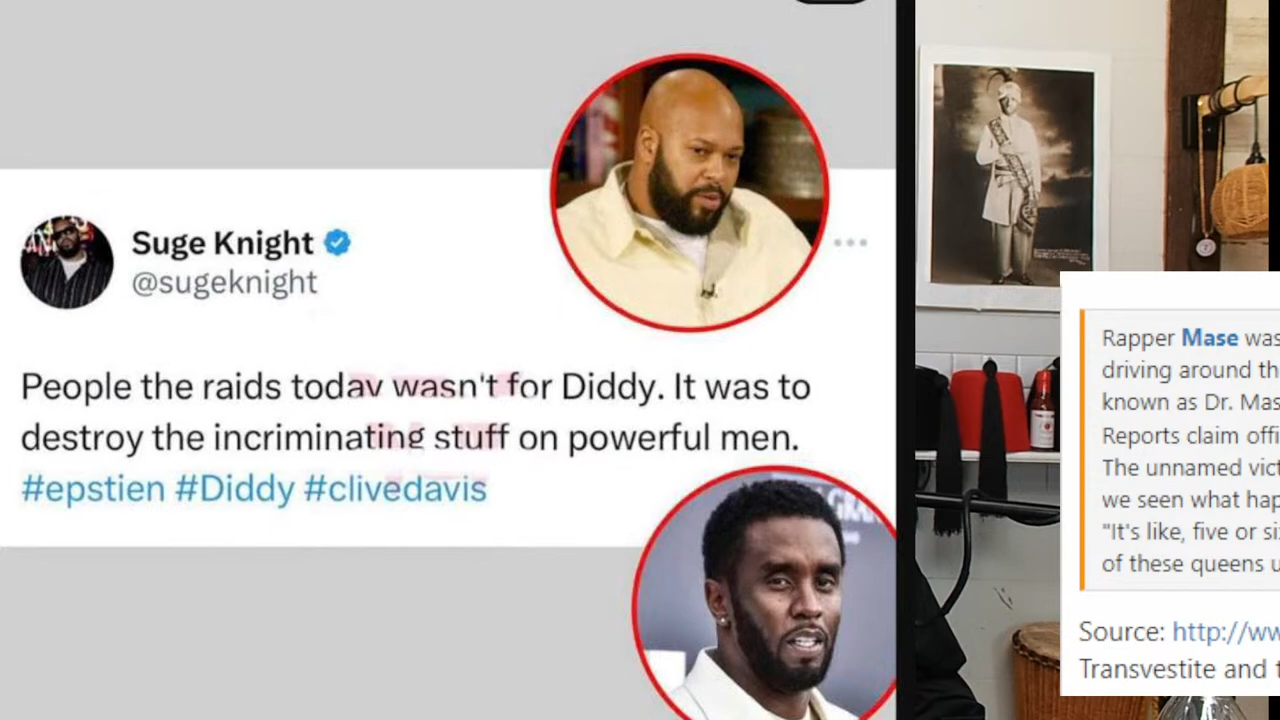 Suge Knight
@sugeknight
People the raids today wasn't for Diddy. It was to
destroy the incriminating stuff on powerful men.
#epstien #Diddy #clivedavis
Rapper Mase was
driving around th
known as Dr. Mas
Reports claim offi
The unnamed vict
we seen what hap
"It's like, five or si
of these queens u
Source: http://ww
Transvestite and t